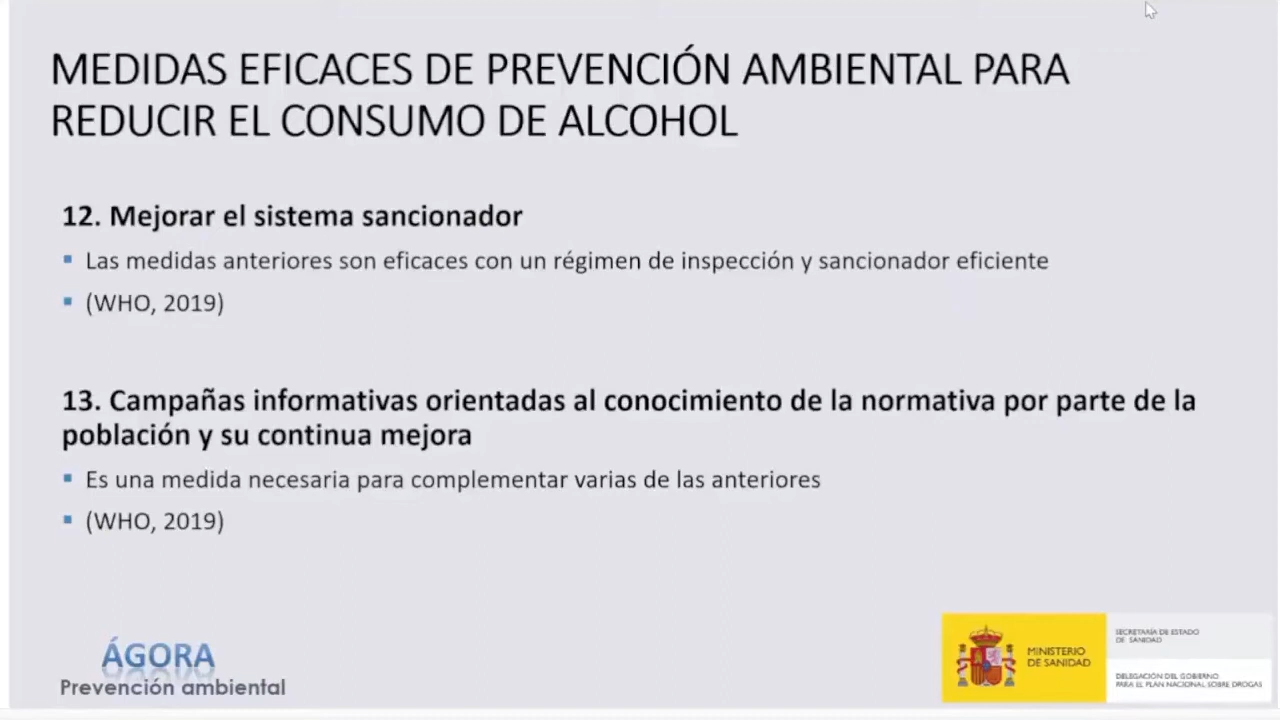 MEDIDAS EFICACES DE PREVENCIÓN AMBIENTAL PARA
REDUCIR EL CONSUMO DE ALCOHOL
12. Mejorar el sistema sancionador
▪ Las medidas anteriores son eficaces con un régimen de inspección y sancionador eficiente
▪ (WHO, 2019)
13. Campañas informativas orientadas al conocimiento de la normativa por parte de la
población y su continua mejora
▪ Es una medida necesaria para complementar varias de las anteriores
▪ (WHO, 2019)
ÁGORA
Prevención ambiental
MINISTERIO
DE SANIDAD
SECRETARÍA DE ESTADO
DE SANIDAD
DELEGACIÓN DEL GOBIERNO
PARA EL PLAN NACIONAL SOBRE DROGAS